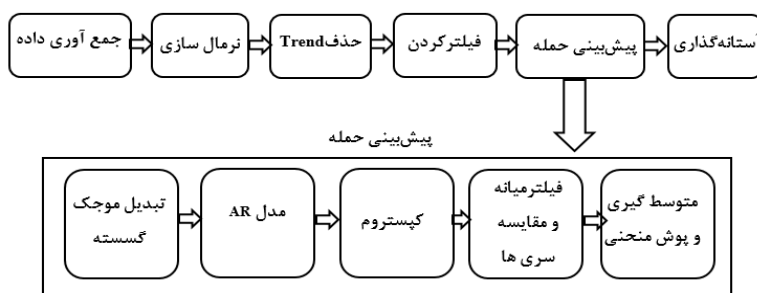 جمع آوری داده
نرمال سازی
حذفTrend
فیلترکردن
پیش‌بینی حمله
آستانه‌گذاری
پیش‌بینی حمله
تبدیل موجک
گسسته
مدل AR
کپستروم
فیلترمیانه
و مقایسه
سری ها
متوسط گیری
و پوش منحنی